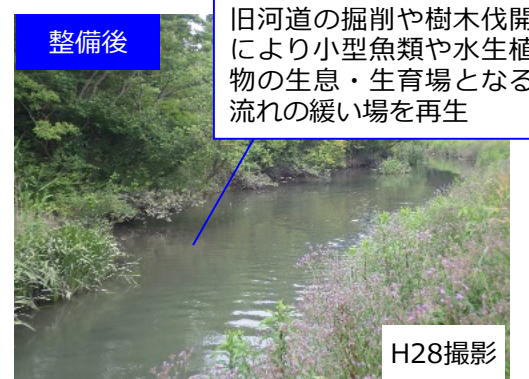 整備後
旧河道の掘削や樹木伐開
により小型魚類や水生植
物の生息・生育場となる
流れの緩い場を再生
H28撮影